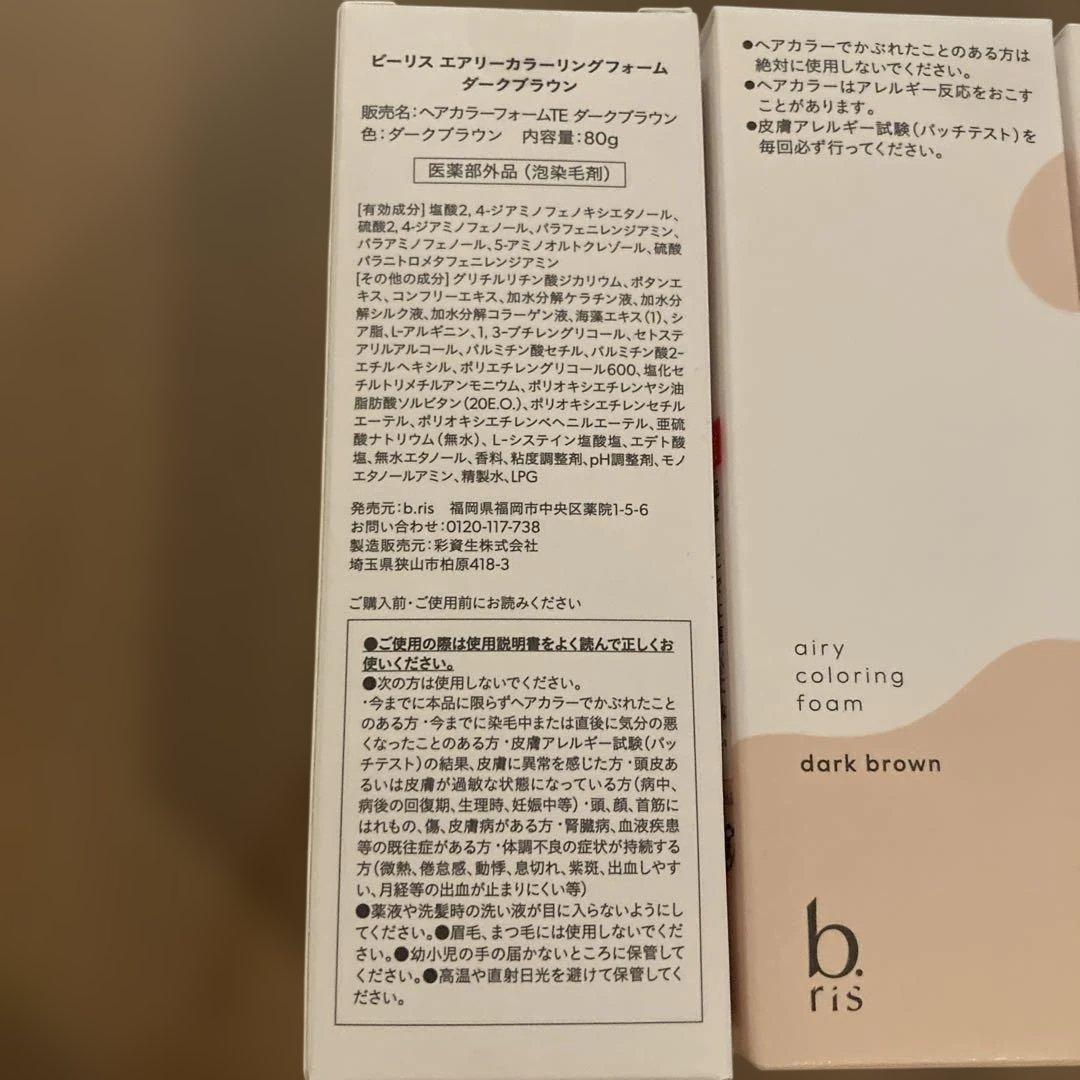 ビーリス エアリーカラーリングフォーム
ダークブラウン
販売名:ヘアカラーフォームTE ダークブラウン
色:ダークブラウン 内容量:80g
医薬部外品(泡染毛剤)
[有効成分]塩酸2, 4-ジアミノフェノキシエタノール、
硫酸2, 4-ジアミノフェノール、パラフェニレンジアミン、
パラアミノフェノール、5-アミノオルトクレゾール、硫酸
パラニトロメタフェニレンジアミン
[その他の成分]グリチルリチン酸ジカリウム、ボタンエ
キス、コンフリーエキス、加水分解ケラチン液、加水分
解シルク液、加水分解コラーゲン液、海藻エキス(1)、シ
ア脂、L-アルギニン、1, 3-ブチレングリコール、セトステ
アリルアルコール、パルミチン酸セチル、パルミチン酸2-
エチルヘキシル、ポリエチレングリコール600、塩化セ
チルトリメチルアンモニウム、ポリオキシエチレンヤシ油
脂肪酸ソルビタン(20E.O.)、ポリオキシエチレンセチル
エーテル、ポリオキシエチレンベヘニルエーテル、亜硫
酸ナトリウム(無水)、L-システイン塩酸塩、エデト酸
塩、無水エタノール、香料、粘度調整剤、pH調整剤、モノ
エタノールアミン、精製水、LPG
発売元:b.ris 福岡県福岡市中央区薬院1-5-6
お問い合わせ:0120-117-738
製造販売元:彩資生株式会社
埼玉県狭山市柏原418-3
ご購入前・ご使用前にお読みください
●ご使用の際は使用説明書をよく読んで正しくお
使いください。
●次の方は使用しないでください。
・今までに本品に限らずヘアカラーでかぶれたこと
のある方・今までに染毛中または直後に気分の悪
くなったことのある方・皮膚アレルギー試験(パッ
チテスト)の結果、皮膚に異常を感じた方・頭皮あ
るいは皮膚が過敏な状態になっている方(病中、
病後の回復期、生理時、妊娠中等)・頭、顔、首筋に
はれもの、傷、皮膚病がある方・腎臓病、血液疾患
等の既往症がある方・体調不良の症状が持続する
方(微熱、倦怠感、動悸、息切れ、紫斑、出血しやす
い、月経等の出血が止まりにくい等)
●薬液や洗髪時の洗い液が目に入らないようにし
てください。●眉毛、まつ毛には使用しないでくだ
さい。●幼小児の手の届かないところに保管して
ください。●高温や直射日光を避けて保管してく
ださい。
●ヘアカラーでかぶれたことのある方は
絶対に使用しないでください。
●ヘアカラーはアレルギー反応をおこす
ことがあります。
●皮膚アレルギー試験(パッチテスト)を
毎回必ず行ってください。
airy
coloring
foam
dark brown
b.
ris